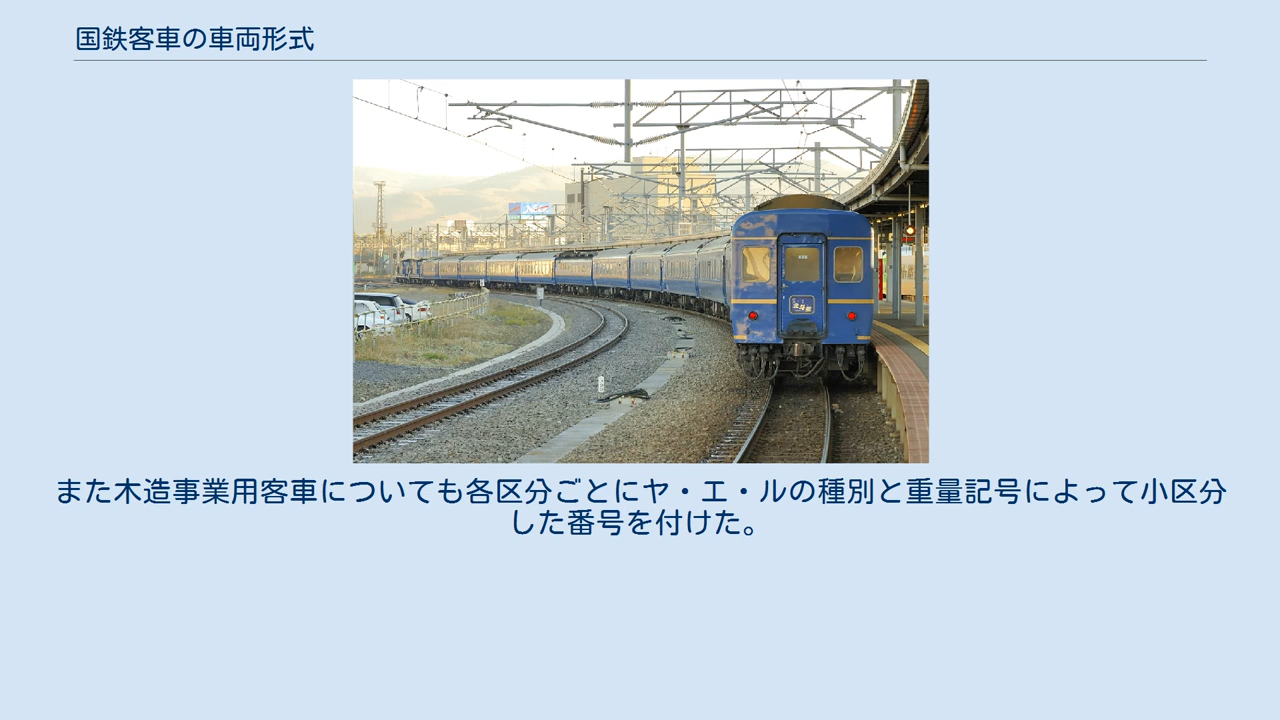 国鉄客車の車両形式
また木造事業用客車についても各区分ごとにヤ・エ・ルの種別と重量記号によって小区分
した番号を付けた。